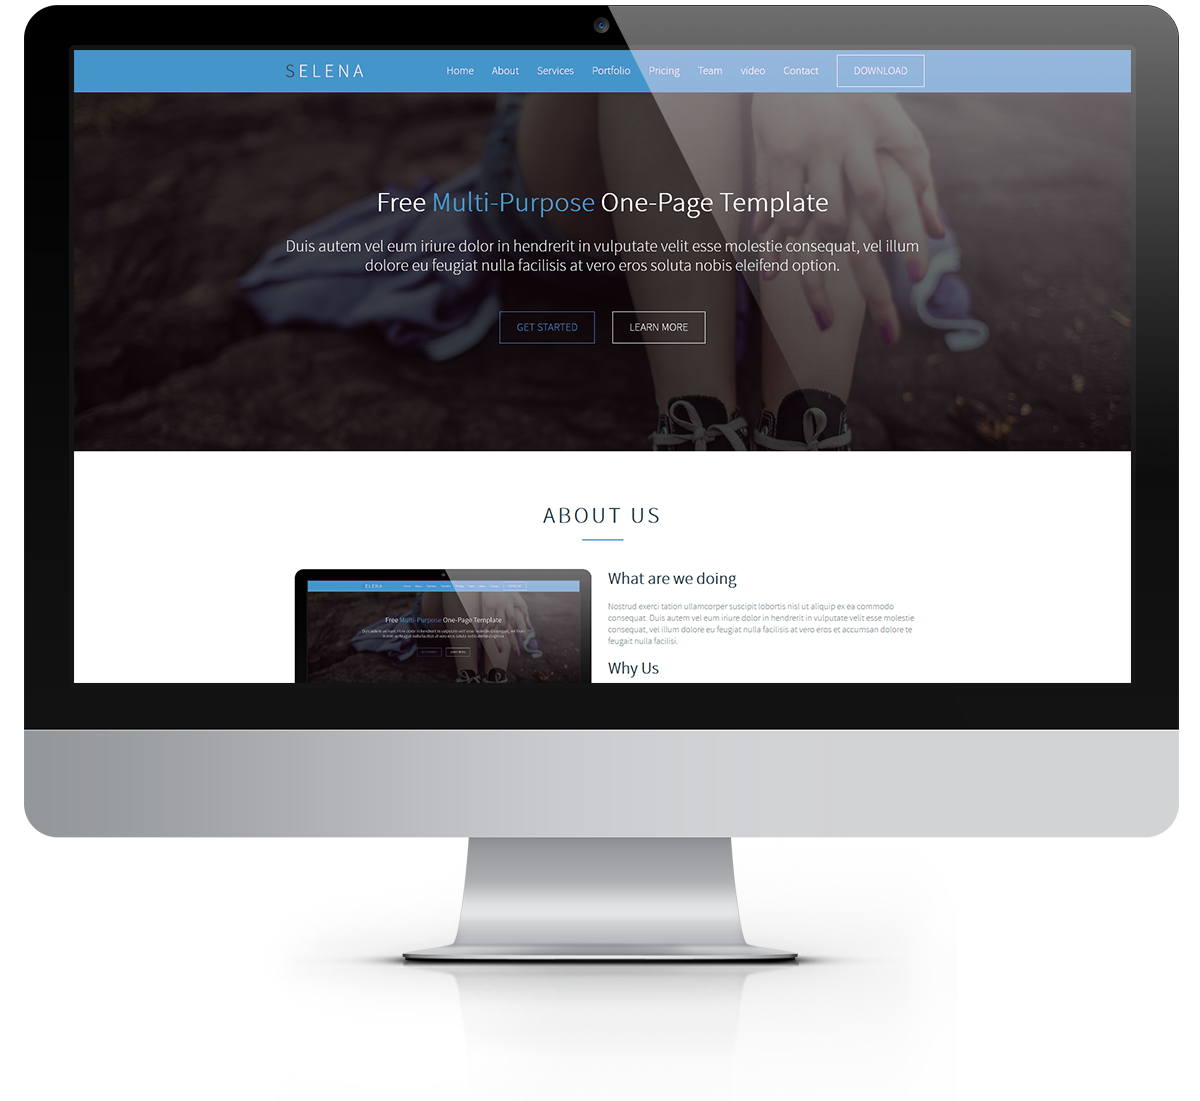 SELENA
Home About Services Portfolio Pricing Team video Contact DOWNLOAD
Free Multi-Purpose One-Page Template
Duis autem vel eum iriure dolor in hendrerit in vulputate velit esse molestie consequat, vel illum
dolore eu feugiat nulla facilisis at vero eros soluta nobis eleifend option.
GET STARTED LEARN MORE
ABOUT US
What are we doing
Nostrud exerci tation ullamcorper suscipit lobortis nisl ut aliquip ex ea commodo
consequat. Duis autem vel eum iriure dolor in hendrerit in vulputate velit esse molestie
consequat, vel illum dolore eu feugiat nulla facilisis at vero eros et accumsan dolore te
feugait nulla facilisi.
Why Us
ELENA
Free Multi-Purpose One-Page Template